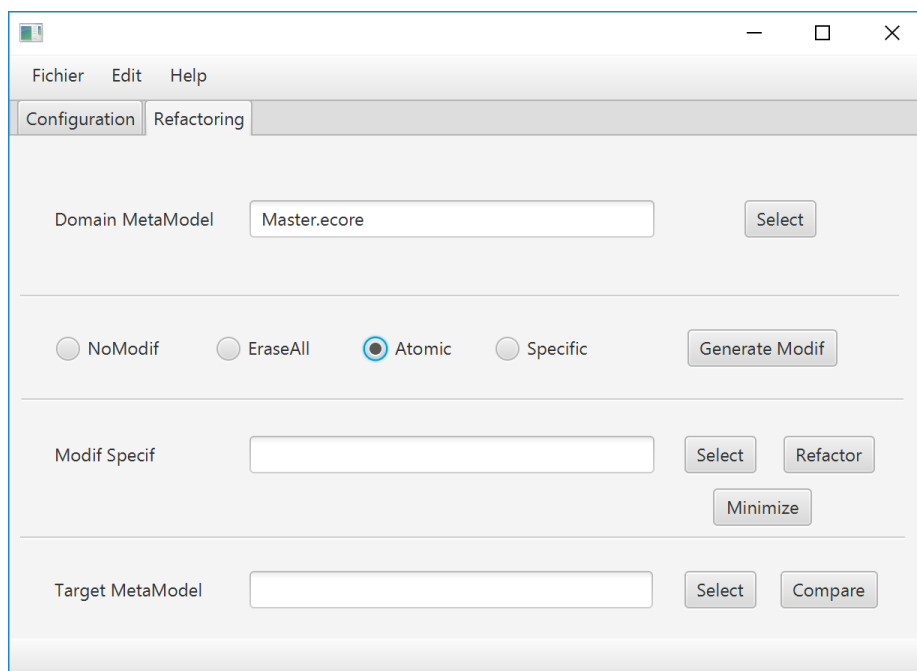 Fichier Edit Help
Configuration Refactoring
Domain MetaModel Master.ecore Select
NoModif EraseAll Atomic Specific Generate Modif
Modif Specif Select Refactor
Minimize
Target MetaModel Select Compare